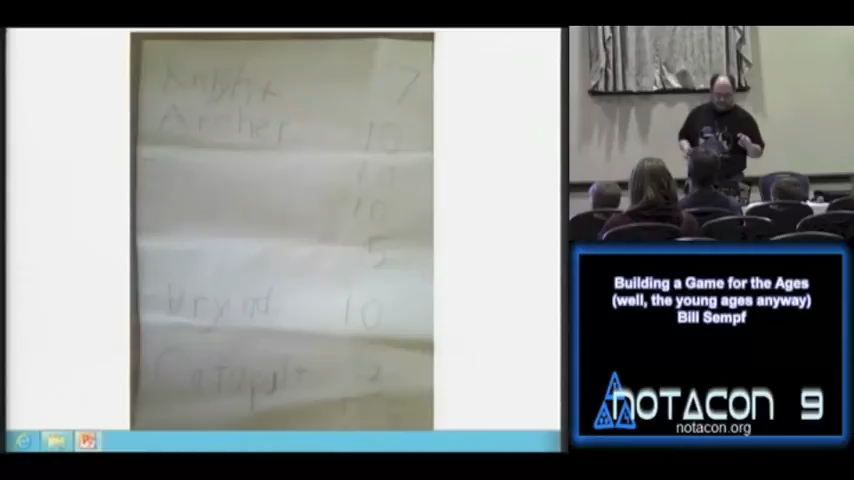 Knight 7
Archer 10
10
10
5
10
Catapult
Building a Game for the Ages
(well, the young ages anyway)
Bill Sempf
NOTACON 9
notacon.org